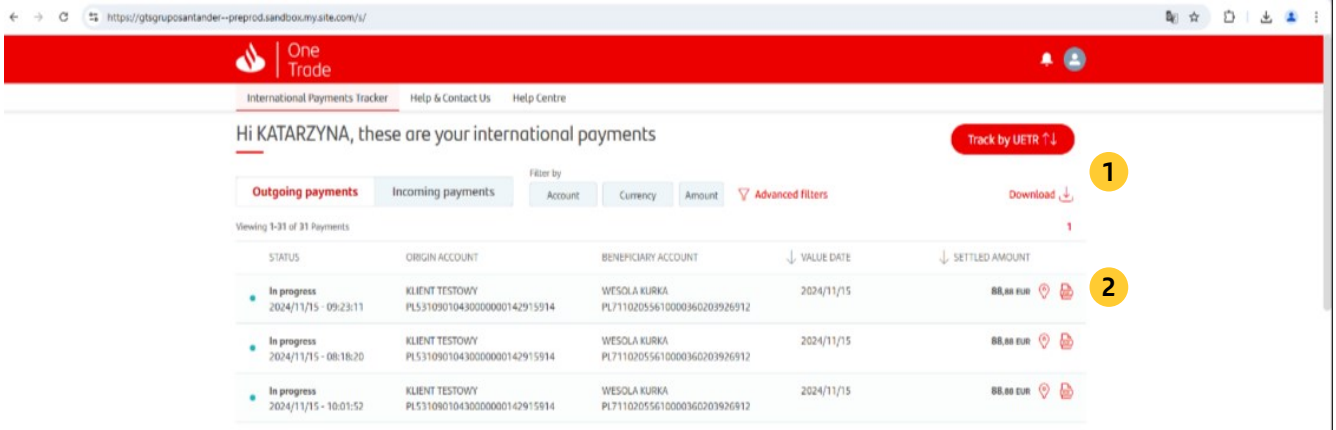 https://gtsgruposantander--preprod.sandbox.my.site.com/s/
One
Trade
International Payments Tracker Help & Contact Us Help Centre
Hi KATARZYNA, these are your international payments
Track by UETR
1
Filter by
Outgoing payments Incoming payments Account Currency Amount Advanced filters Download
Viewing 1-31 of 31 Payments 1
STATUS ORIGIN ACCOUNT BENEFICIARY ACCOUNT VALUE DATE SETTLED AMOUNT
In progress KLIENT TESTOWY WESOLA KURKA 2024/11/15 88,88 EUR 2
2024/11/15 - 09:23:11 PL53109010430000000142915914 PL71102055610000360203926912
In progress KLIENT TESTOWY WESOLA KURKA 2024/11/15 88,88 EUR
2024/11/15 - 08:18:20 PL53109010430000000142915914 PL71102055610000360203926912
In progress KLIENT TESTOWY WESOLA KURKA 2024/11/15 88,88 EUR
2024/11/15 - 10:01:52 PL53109010430000000142915914 PL71102055610000360203926912